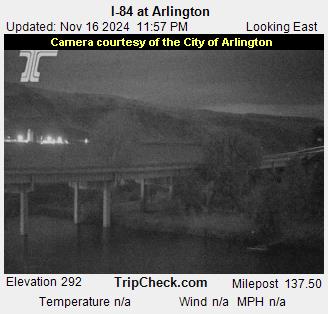 I-84 at Arlington
Updated: Nov 16 2024 11:57 PM Looking East
Camera courtesy of the City of Arlington
Elevation 292 TripCheck.com Milepost 137.50
Temperature n/a Wind n/a MPH n/a